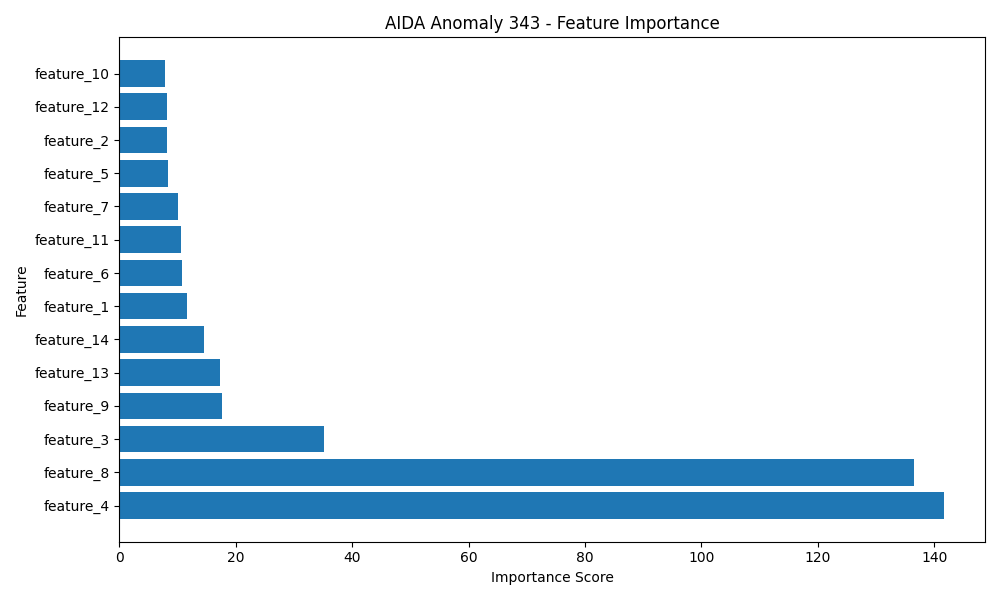 AIDA Anomaly 343 - Feature Importance
feature_10
feature_12
feature_2
feature_5
feature_7
feature_11
feature_6
feature_1
feature_14
feature_13
feature_9
feature_3
feature_8
feature_4
Feature
0 20 40 60 80 100 120 140
Importance Score